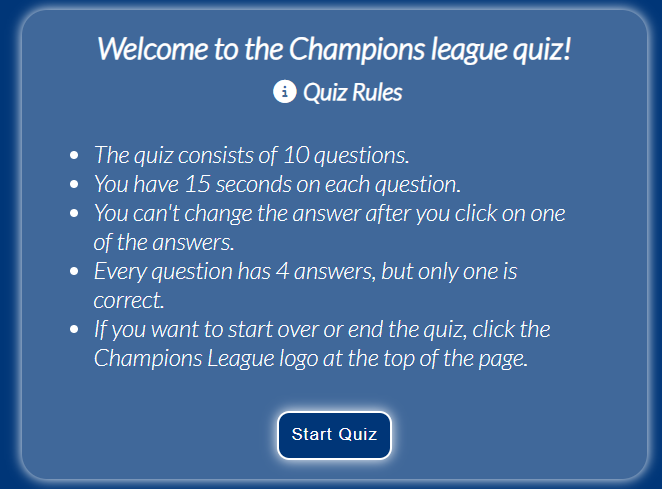 Welcome to the Champions league quiz!
Quiz Rules
The quiz consists of 10 questions.
You have 15 seconds on each question.
You can't change the answer after you click on one
of the answers.
Every question has 4 answers, but only one is
correct.
If you want to start over or end the quiz, click the
Champions League logo at the top of the page.
Start Quiz